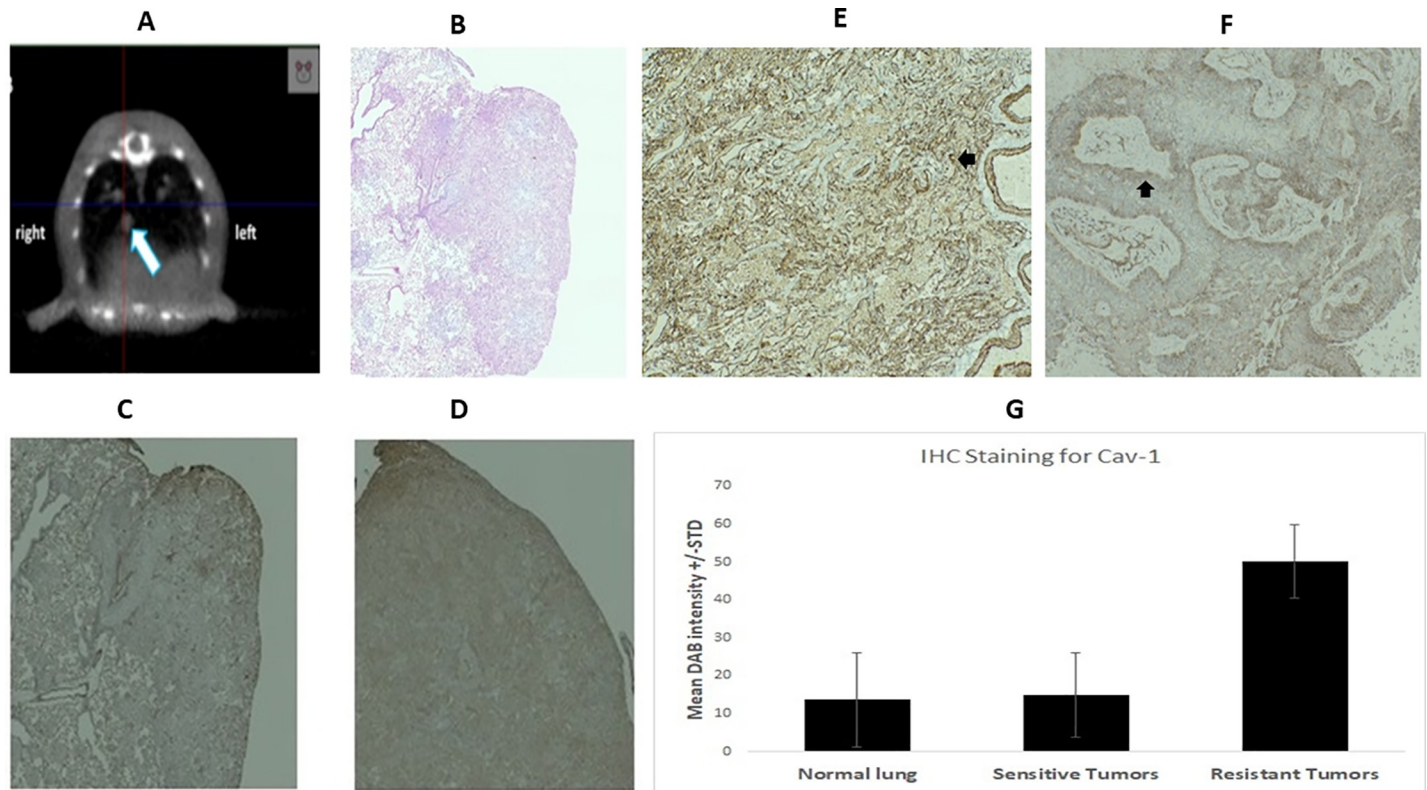 A
B
E
F
right
left
C
D
G
IHC Staining for Cav-1
Mean DAB intensity +/-STD
70
60
50
40
30
20
10
0
Normal lung
Sensitive Tumors
Resistant Tumors